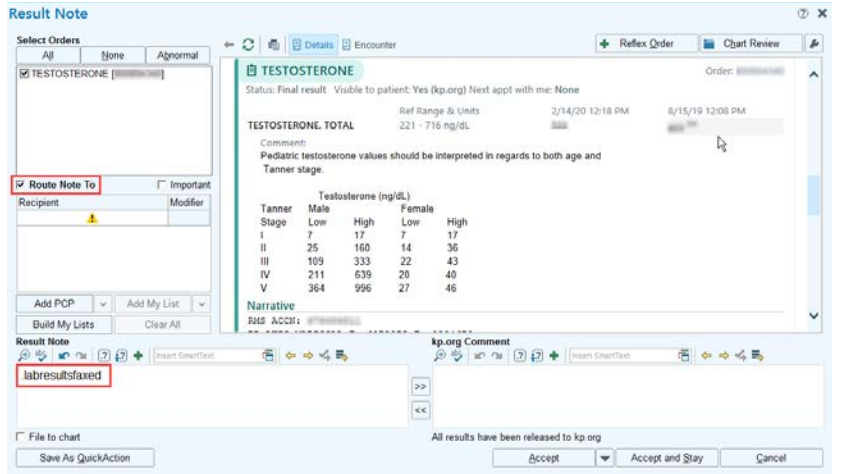 Result Note
Select Orders
All None Abnormal
TESTOSTERONE [
Route Note To Important
Recipient Modifier
Add PCP Add My List
Build My Lists Clear All
Details Encounter Reflex Order Chart Review
TESTOSTERONE Order:
Status: Final result Visible to patient: Yes (kp.org) Next appt with me: None
Ref Range & Units 2/14/20 12:18 PM 8/15/19 12:08 PM
TESTOSTERONE, TOTAL 221 - 716 ng/dL
Comment:
Pediatric testosterone values should be interpreted in regards to both age and
Tanner stage.
Testosterone (ng/dL)
Tanner Male Female
Stage Low High Low High
I 7 17 7 17
II 25 160 14 36
III 109 333 22 43
IV 211 639 20 40
V 364 996 27 46
Narrative
RMS ACCN:
Result Note
Insert SmartText
.labresultsfaxed
File to chart
kp.org Comment
Insert SmartText
>>
<<
All results have been released to kp.org
Save As QuickAction Accept Accept and Stay Cancel